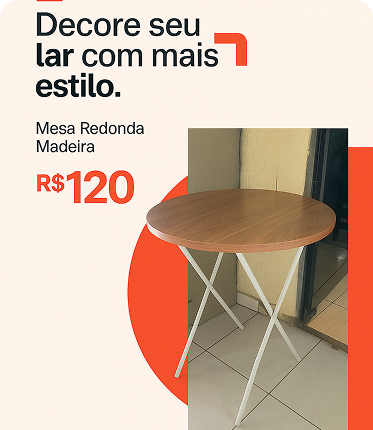 Decore seu
lar com mais
estilo.
Mesa Redonda
Madeira
R$120